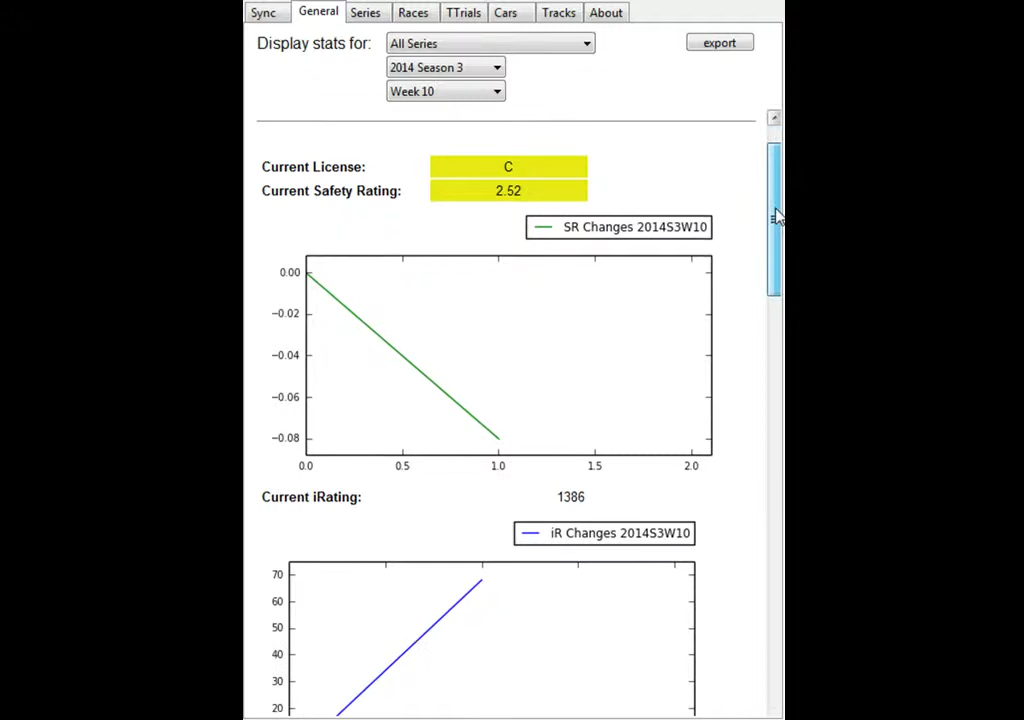 Sync General Series Races TTrials Cars Tracks About
Display stats for: All Series export
2014 Season 3
Week 10
Current License: C
Current Safety Rating: 2.52
SR Changes 2014S3W10
0.00
−0.02
−0.04
−0.06
−0.08
0.0 0.5 1.0 1.5 2.0
Current iRating: 1386
iR Changes 2014S3W10
70
60
50
40
30
20